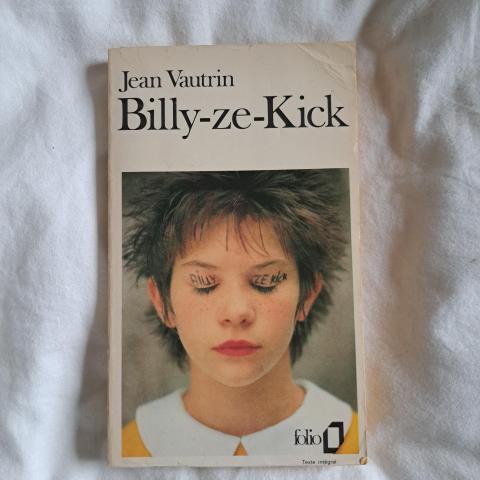 Jean Vautrin
Billy-ze-Kick
BILLY ZE KICK
folio
Texte intégral